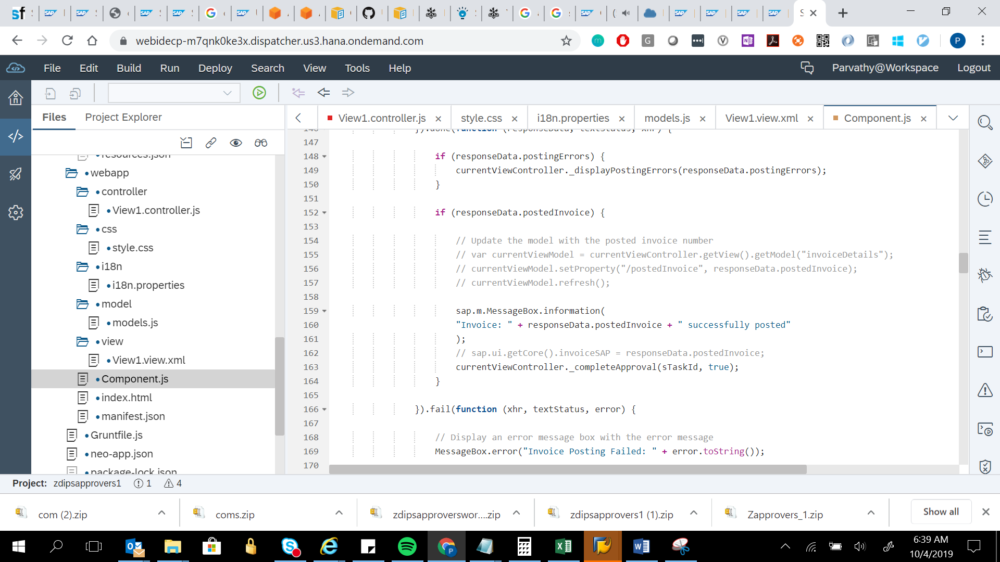 webidecp-m7qnk0ke3x.dispatcher.us3.hana.ondemand.com
File Edit Build Run Deploy Search View Tools Help
Parvathy@Workspace Logout
Files Project Explorer
View1.controller.js
style.css
i18n.properties
models.js
View1.view.xml
Component.js
resources.json
webapp
controller
View1.controller.js
css
style.css
i18n
i18n.properties
model
models.js
view
View1.view.xml
Component.js
index.html
manifest.json
Gruntfile.js
neo-app.json
package-lock.json
146 }).done(function (responseData, textStatus, xhr) {
147
148 if (responseData.postingErrors) {
149 currentViewController._displayPostingErrors(responseData.postingErrors);
150 }
151
152 if (responseData.postedInvoice) {
153
154 // Update the model with the posted invoice number
155 // var currentViewModel = currentViewController.getView().getModel("invoiceDetails");
156 // currentViewModel.setProperty("/postedInvoice", responseData.postedInvoice);
157 // currentViewModel.refresh();
158
159 sap.m.MessageBox.information(
160 "Invoice: " + responseData.postedInvoice + " successfully posted"
161 );
162 // sap.ui.getCore().invoiceSAP = responseData.postedInvoice;
163 currentViewController._completeApproval(sTaskId, true);
164 }
165
166 }).fail(function (xhr, textStatus, error) {
167
168 // Display an error message box with the error message
169 MessageBox.error("Invoice Posting Failed: " + error.toString());
170
Project: zdipsapprovers1 1 4
com (2).zip
coms.zip
zdipsapproverswor....zip
zdipsapprovers1 (1).zip
Zapprovers_1.zip
Show all
6:39 AM
10/4/2019